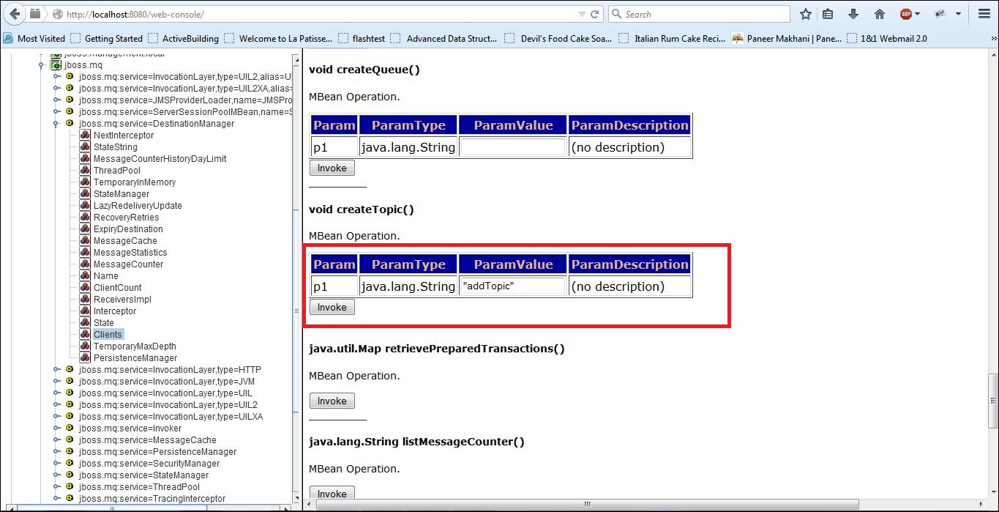 http://localhost:8080/web-console/
Search
ABP
Most Visited Getting Started ActiveBuilding Welcome to La Patisse... flashtest Advanced Data Struct... Devil's Food Cake Soa... Italian Rum Cake Reci... Paneer Makhani | Pane... 1&1 Webmail 2.0 »
jboss.management.local
jboss.mq
jboss.mq:service=InvocationLayer,type=UIL2,alias=UI
jboss.mq:service=InvocationLayer,type=UIL2XA,alias=
jboss.mq:service=JMSProviderLoader,name=JMSPro
jboss.mq:service=ServerSessionPoolMBean,name=S
jboss.mq:service=DestinationManager
NextInterceptor
StateString
MessageCounterHistoryDayLimit
ThreadPool
TemporaryInMemory
StateManager
LazyRedeliveryUpdate
RecoveryRetries
ExpiryDestination
MessageCache
MessageStatistics
MessageCounter
Name
ClientCount
ReceiversImpl
Interceptor
State
Clients
TemporaryMaxDepth
PersistenceManager
jboss.mq:service=InvocationLayer,type=HTTP
jboss.mq:service=InvocationLayer,type=JVM
jboss.mq:service=InvocationLayer,type=UIL
jboss.mq:service=InvocationLayer,type=UIL2
jboss.mq:service=InvocationLayer,type=UILXA
jboss.mq:service=Invoker
jboss.mq:service=MessageCache
jboss.mq:service=PersistenceManager
jboss.mq:service=SecurityManager
jboss.mq:service=StateManager
jboss.mq:service=ThreadPool
jboss.mq:service=TracingInterceptor
void createQueue()
MBean Operation.
Param ParamType ParamValue ParamDescription
p1 java.lang.String (no description)
Invoke
void createTopic()
MBean Operation.
Param ParamType ParamValue ParamDescription
p1 java.lang.String "addTopic" (no description)
Invoke
java.util.Map retrievePreparedTransactions()
MBean Operation.
Invoke
java.lang.String listMessageCounter()
MBean Operation.
Invoke